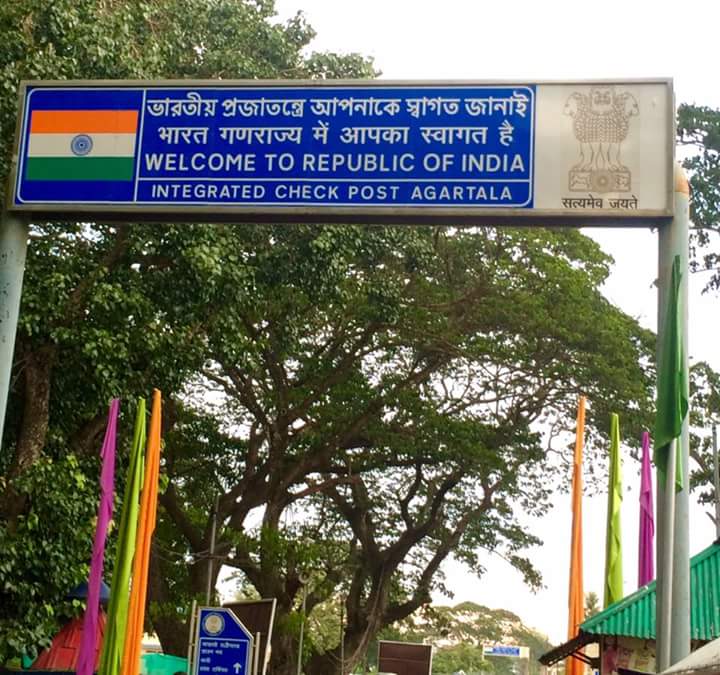 ভারতীয় প্রজাতন্ত্রে আপনাকে স্বাগত জানাই
भारत गणराज्य में आपका स्वागत है
WELCOME TO REPUBLIC OF INDIA
INTEGRATED CHECK POST AGARTALA
सत्यमेव जयते